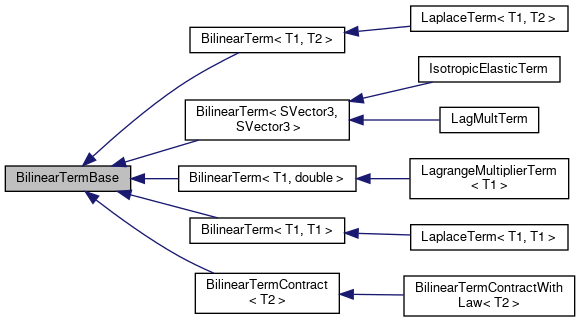 BilinearTermBase
BilinearTerm< T1, T2 >
LaplaceTerm< T1, T2 >
BilinearTerm< SVector3,
SVector3 >
IsotropicElasticTerm
LagMultTerm
BilinearTerm< T1, double >
LagrangeMultiplierTerm
< T1 >
BilinearTerm< T1, T1 >
LaplaceTerm< T1, T1 >
BilinearTermContract
< T2 >
BilinearTermContractWith
Law< T2 >